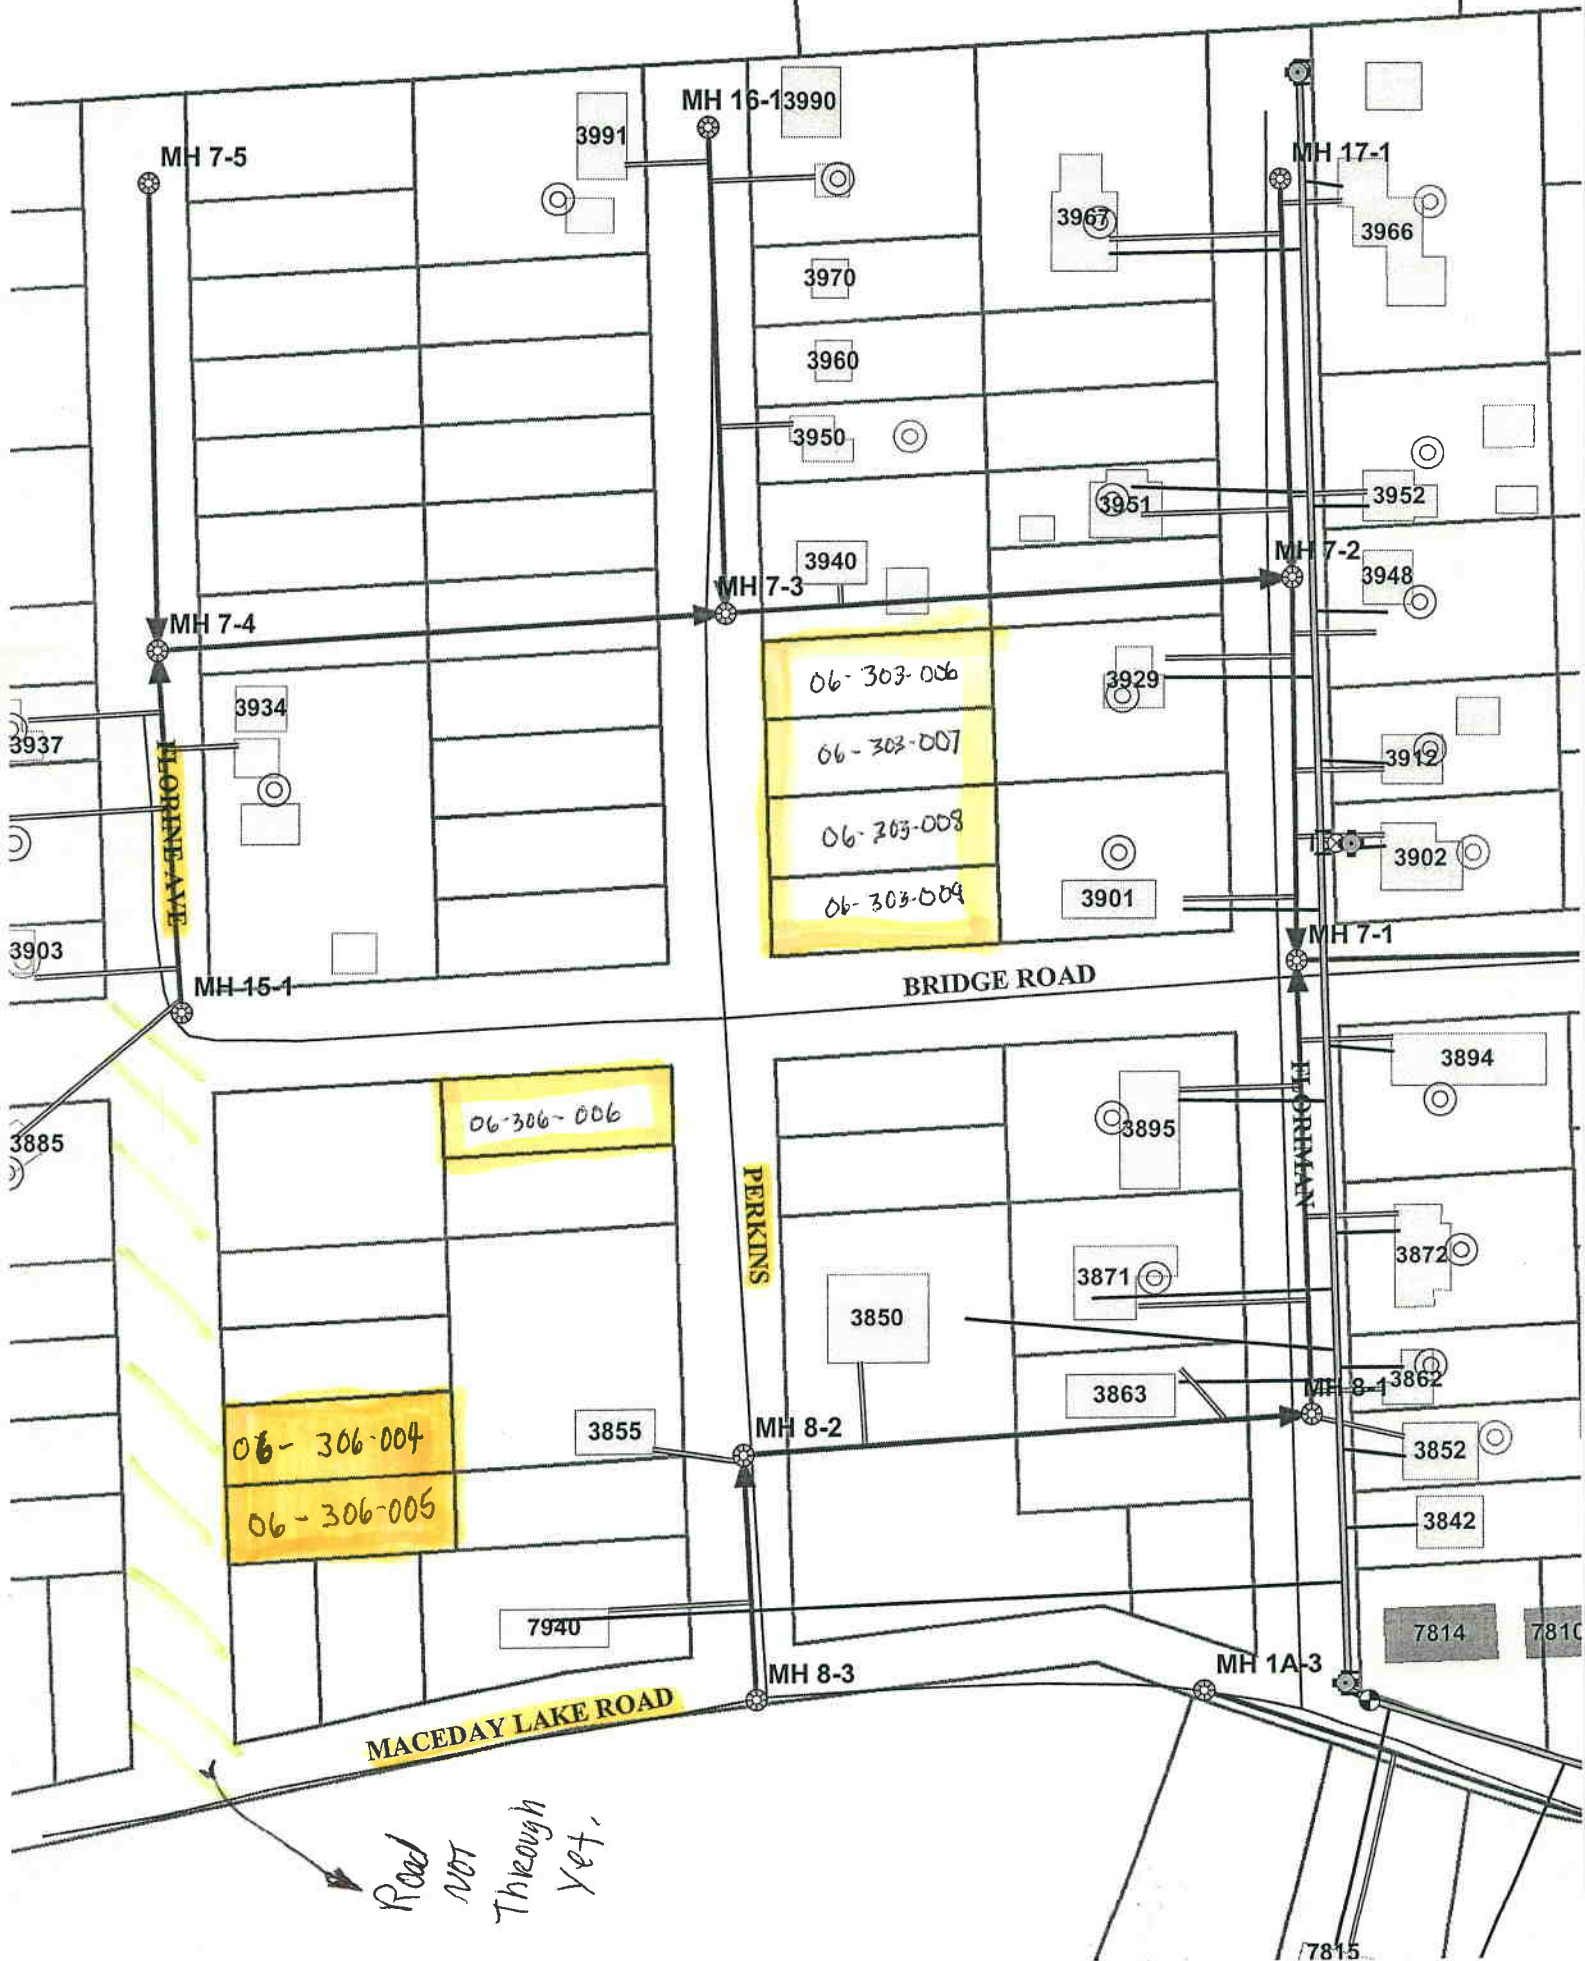 MH 16-1
3990
3991
MH 7-5
MH 17-1
3967
3966
3970
3960
3950
3951
3952
3940
MH 7-2
3948
MH 7-3
MH 7-4
06-303-006
3929
3934
3937
06-303-007
3912
FLORINE AVE
06-303-008
3902
06-303-009
3901
3903
MH 7-1
BRIDGE ROAD
MH 15-1
3894
06-306-006
3895
3885
FLORIMAN
PERKINS
3872
3871
3850
3862
MH 8-1
3863
3855
MH 8-2
06-306-004
3852
06-306-005
3842
7940
7814
7810
MH 8-3
MH 1A-3
MACEDAY LAKE ROAD
Road
NOT
Through
yet.
7815